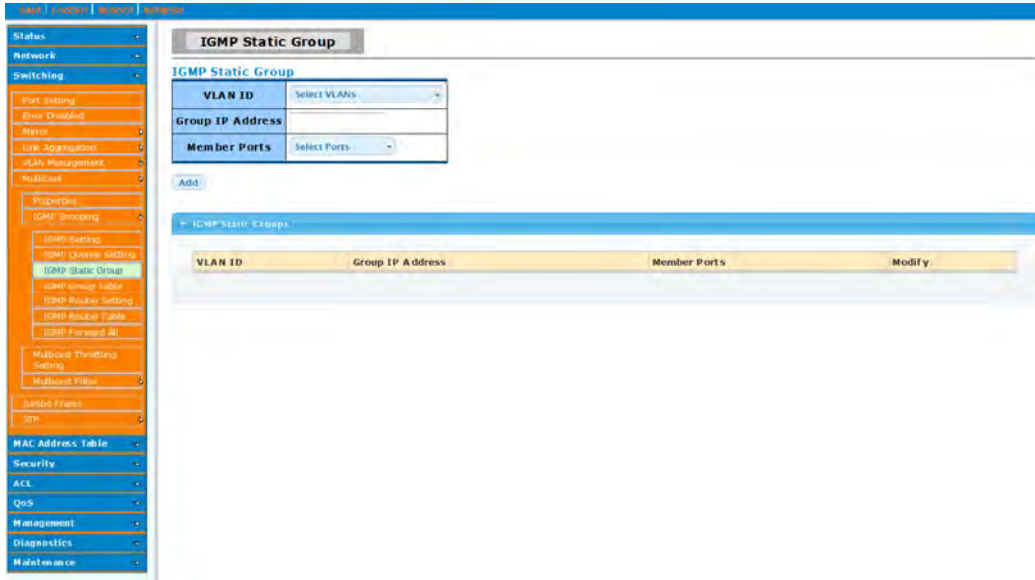 SAVE | LOGOUT | REBOOT | REFRESH
Status
Network
Switching
Port Setting
Error Disabled
Mirror
Link Aggregation
VLAN Management
Multicast
Properties
IGMP Snooping
IGMP Setting
IGMP Querier Setting
IGMP Static Group
IGMP Group Table
IGMP Router Setting
IGMP Router Table
IGMP Forward All
Multicast Throttling
Setting
Multicast Filter
Jumbo Frame
STP
MAC Address Table
Security
ACL
QoS
Management
Diagnostics
Maintenance
IGMP Static Group
IGMP Static Group
VLAN ID Select VLANs
Group IP Address
Member Ports Select Ports
Add
IGMP Static Groups
VLAN ID Group IP Address Member Ports Modify